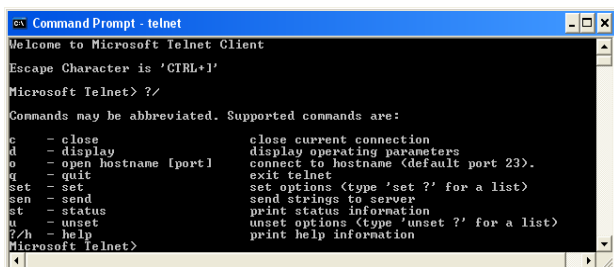 Command Prompt - telnet
Welcome to Microsoft Telnet Client
Escape Character is 'CTRL+]'
Microsoft Telnet> ?/
Commands may be abbreviated. Supported commands are:
c - close close current connection
d - display display operating parameters
o - open hostname [port] connect to hostname (default port 23).
q - quit exit telnet
set - set set options (type 'set ?' for a list)
sen - send send strings to server
st - status print status information
u - unset unset options (type 'unset ?' for a list)
?/h - help print help information
Microsoft Telnet>